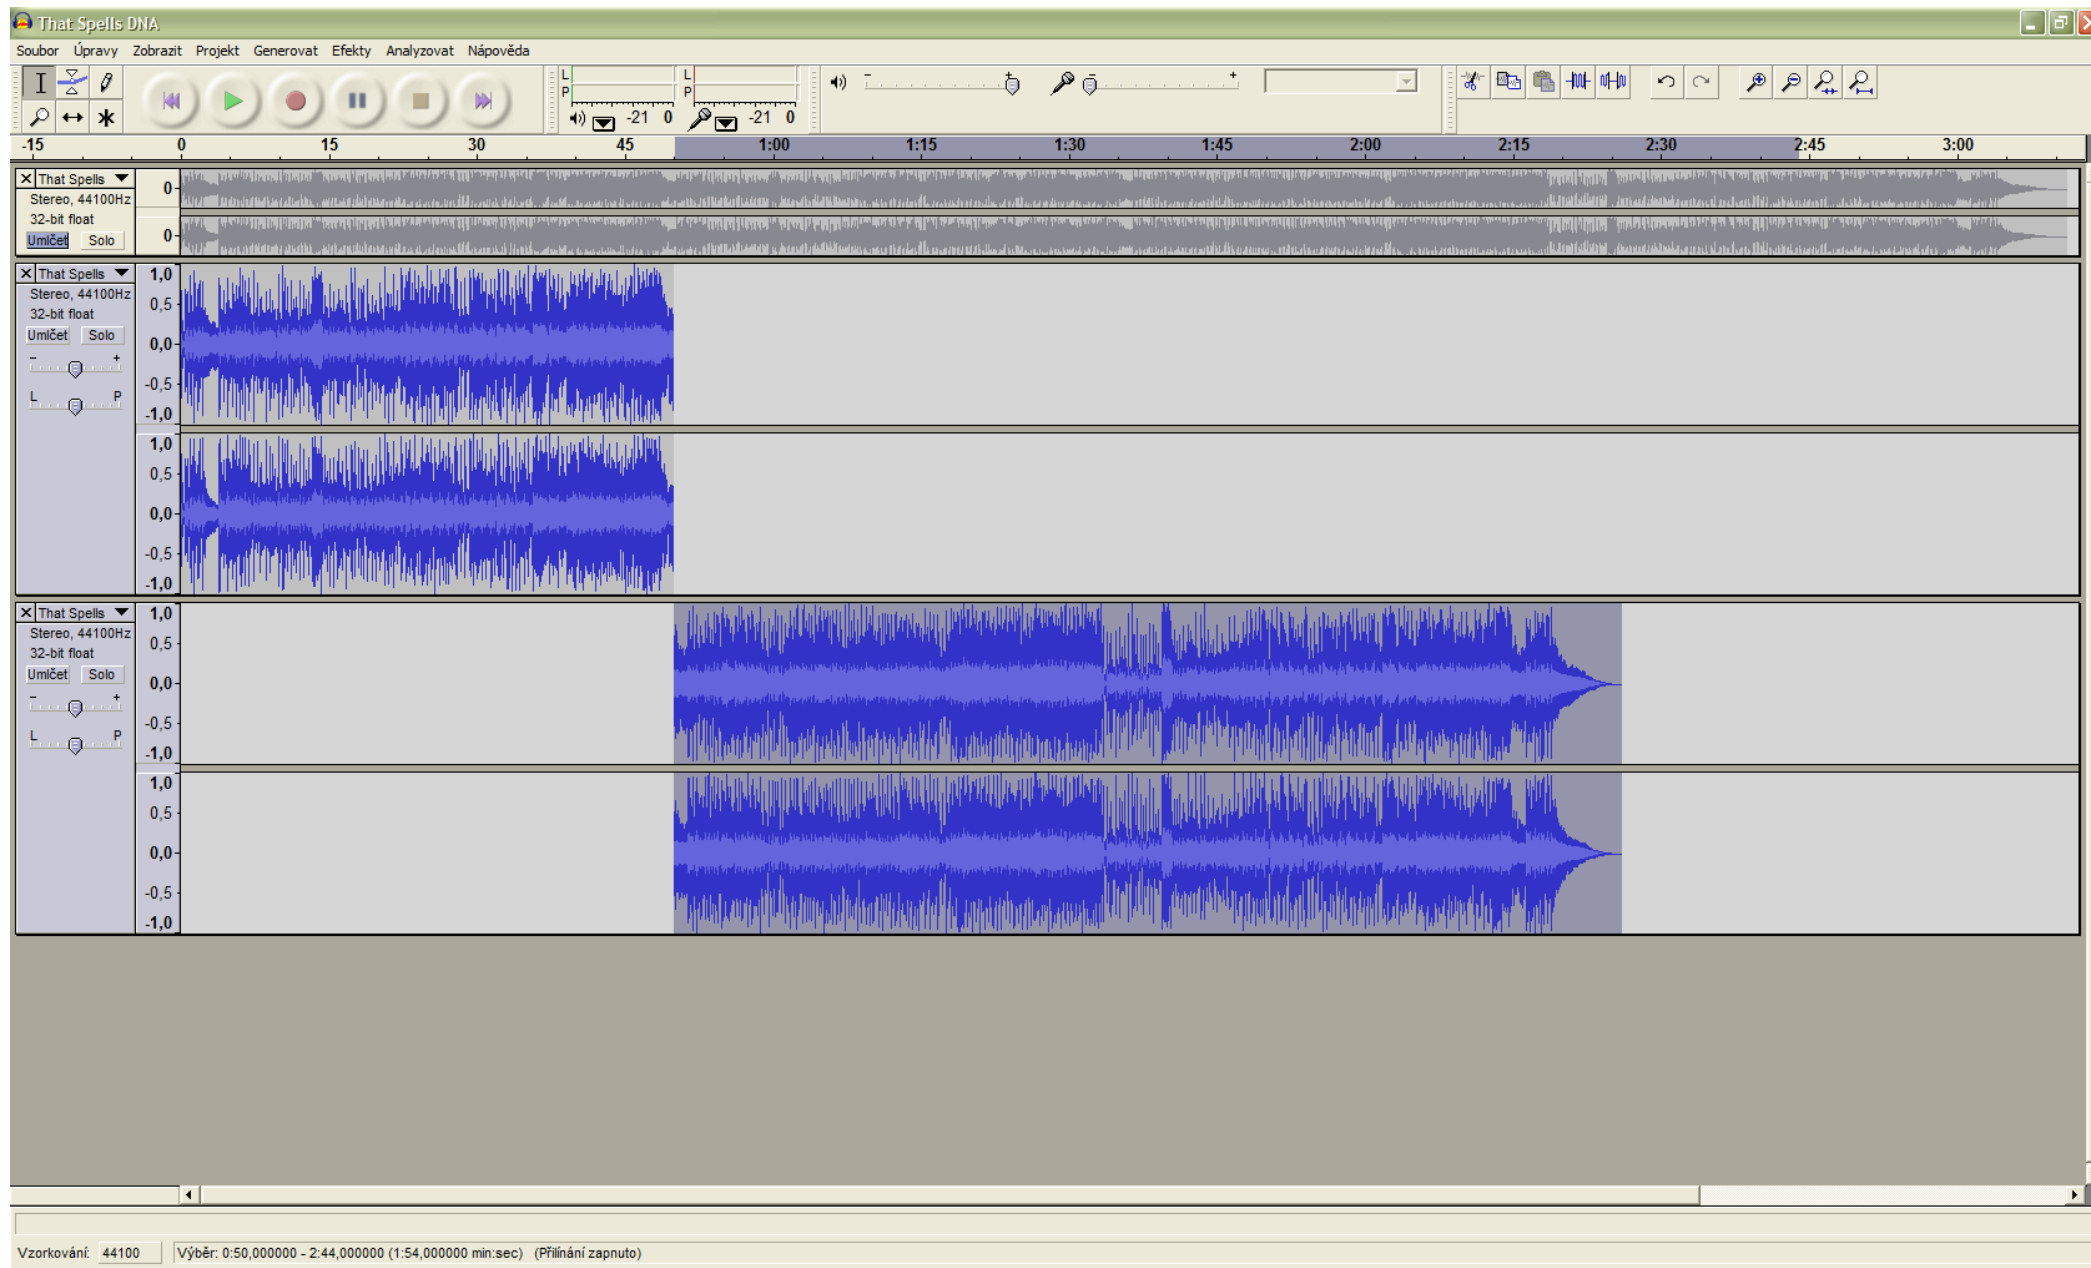 That Spells DNA
Soubor Úpravy Zobrazit Projekt Generovat Efekty Analyzovat Nápověda
L
P
-21 0
L
P
-21 0
- +
- +
-15 0 15 30 45 1:00 1:15 1:30 1:45 2:00 2:15 2:30 2:45 3:00
X That Spells
Stereo, 44100Hz
32-bit float
Umlčet Solo
0
0
X That Spells
Stereo, 44100Hz
32-bit float
Umlčet Solo
- +
L P
1,0
0,5
0,0
-0,5
-1,0
1,0
0,5
0,0
-0,5
-1,0
X That Spells
Stereo, 44100Hz
32-bit float
Umlčet Solo
- +
L P
1,0
0,5
0,0
-0,5
-1,0
1,0
0,5
0,0
-0,5
-1,0
Vzorkování: 44100 Výběr: 0:50,000000 - 2:44,000000 (1:54,000000 min:sec) (Přilínání zapnuto)